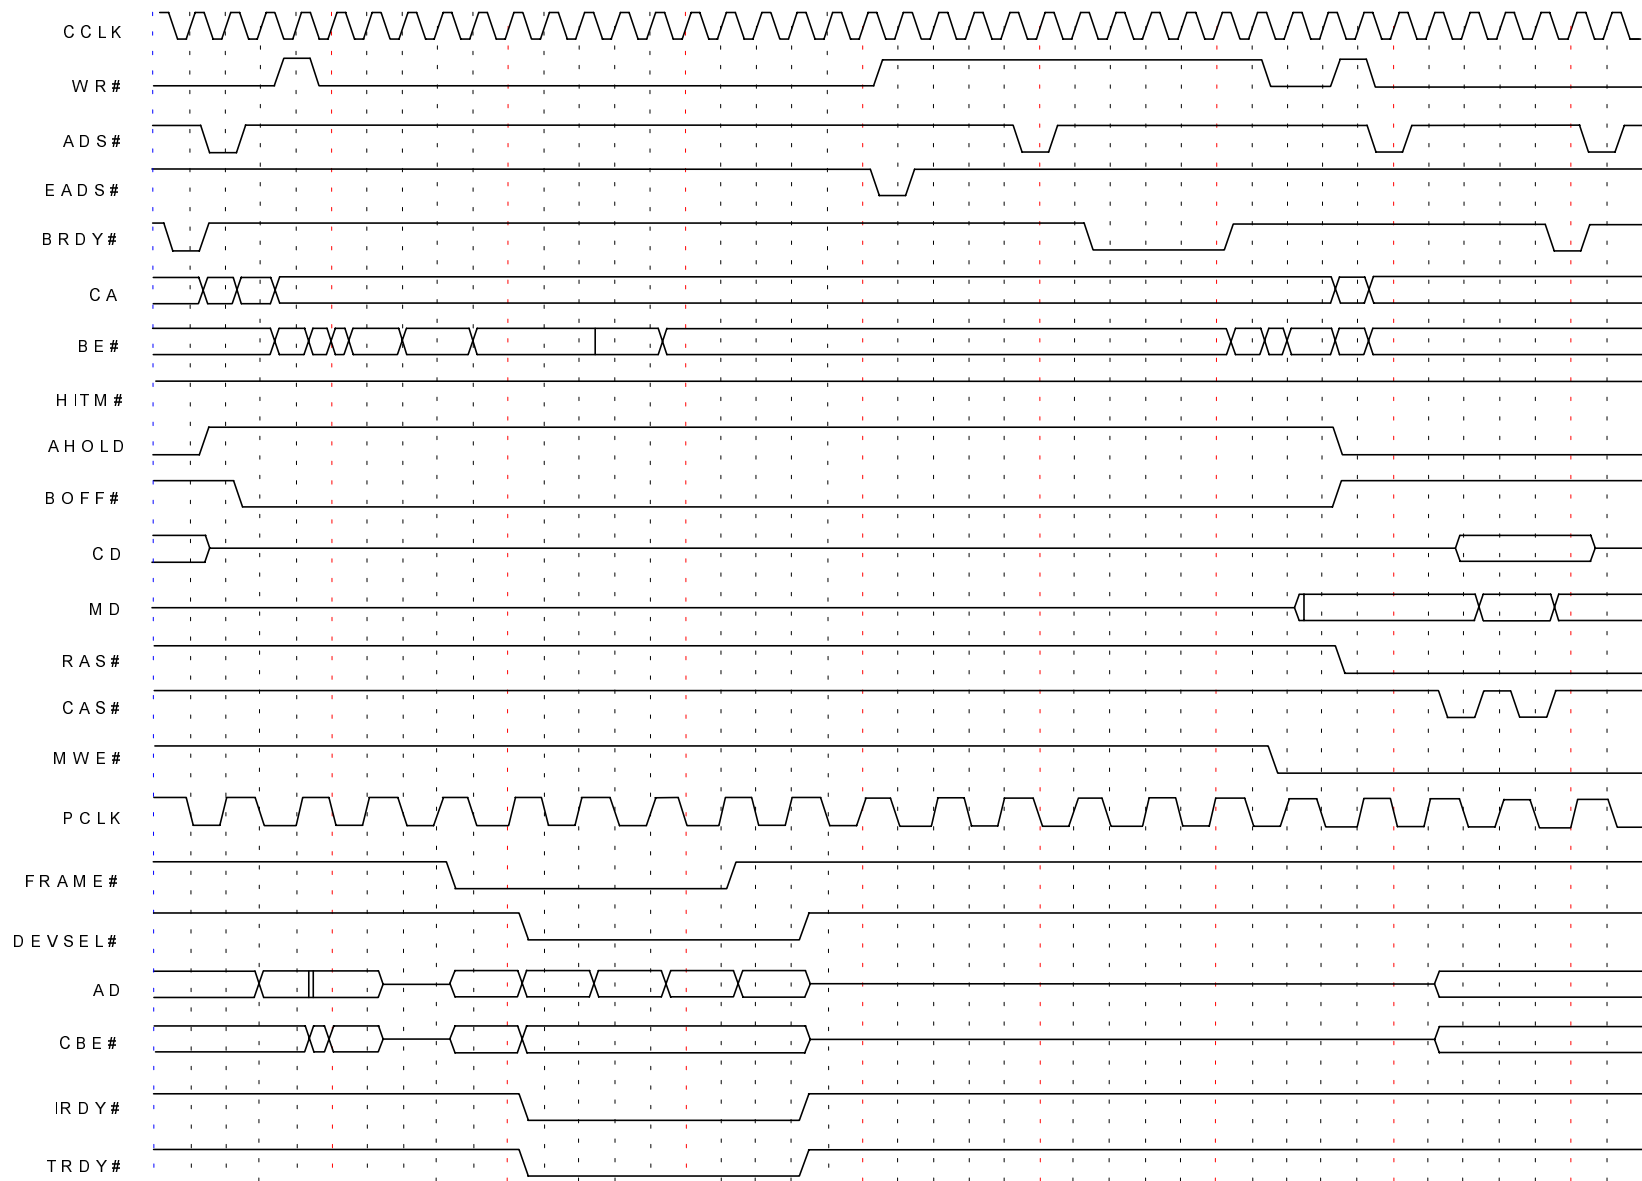 CCLK
WR#
ADS#
EADS#
BRDY#
CA
BE#
HITM#
AHOLD
BOFF#
CD
MD
RAS#
CAS#
MWE#
PCLK
FRAME#
DEVSEL#
AD
CBE#
IRDY#
TRDY#